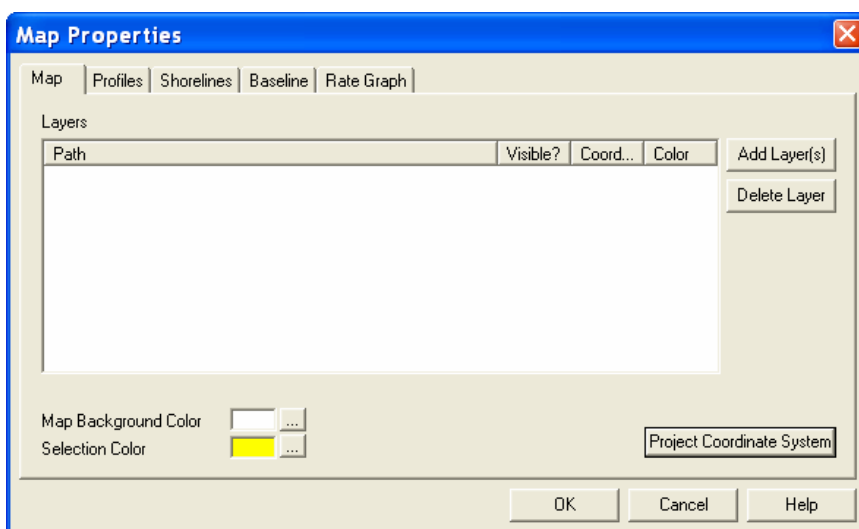 Map Properties
Map Profiles Shorelines Baseline Rate Graph
Layers
Path Visible? Coord... Color Add Layer(s)
Delete Layer
Map Background Color ...
Selection Color ...
Project Coordinate System
OK Cancel Help